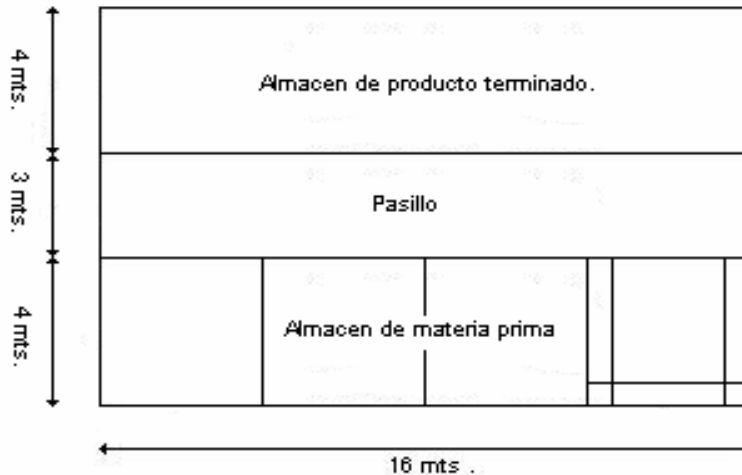 4 mts.
Almacen de producto terminado.
3 mts.
Pasillo
4 mts.
Almacen de materia prima
16 mts .